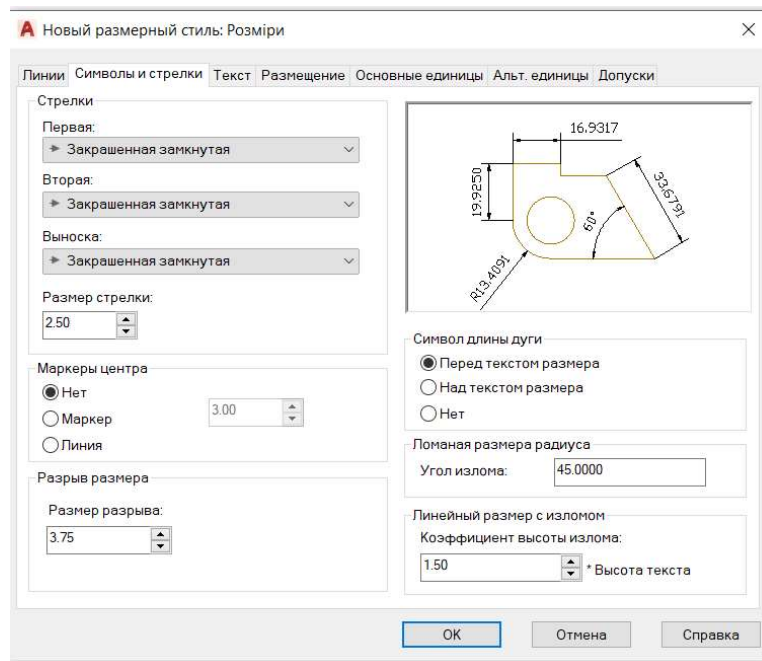 Новый размерный стиль: Розміри
Линии Символы и стрелки Текст Размещение Основные единицы Альт. единицы Допуски
Стрелки
Первая:
Закрашенная замкнутая
Вторая:
Закрашенная замкнутая
Выноска:
Закрашенная замкнутая
Размер стрелки:
2.50
Маркеры центра
Нет
Маркер
3.00
Линия
Разрыв размера
Размер разрыва:
3.75
16.9317
19.9250
33.6791
60°
R13.4091
Символ длины дуги
Перед текстом размера
Над текстом размера
Нет
Ломаная размера радиуса
Угол излома: 45.0000
Линейный размер с изломом
Коэффициент высоты излома:
1.50 * Высота текста
ОК Отмена Справка